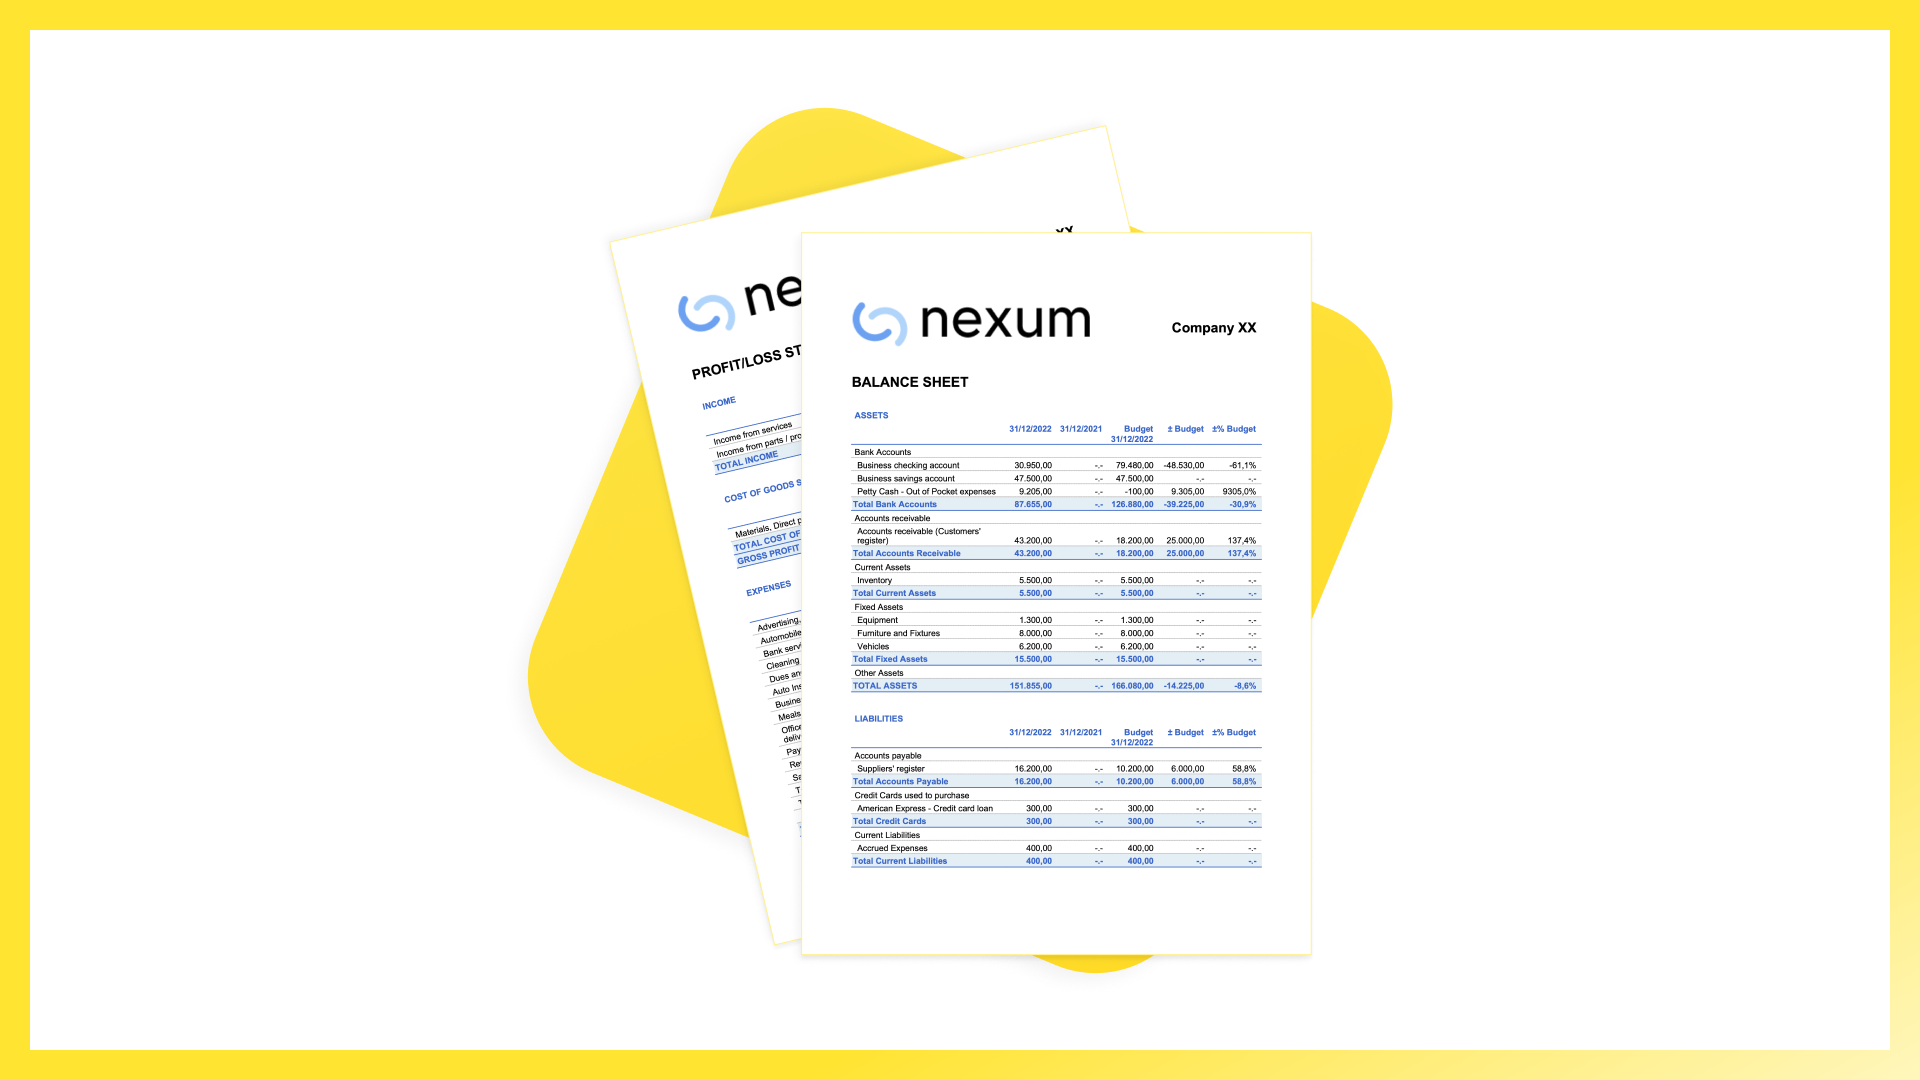 XX
ne
PROFIT/LOSS ST
INCOME
Income from services
Income from parts / pro
TOTAL INCOME
COST OF GOODS S
Materials, Direct p
TOTAL COST OF
GROSS PROFIT
EXPENSES
Advertising,
Automobile
Bank serv
Cleaning
Dues an
Auto Ins
Busine
Meals
Office
deliv
Pay
Re
Sa
T
nexum
Company XX
BALANCE SHEET
ASSETS
31/12/2022 31/12/2021 Budget ± Budget ±% Budget
31/12/2022
Bank Accounts
Business checking account 30.950,00 -.- 79.480,00 -48.530,00 -61,1%
Business savings account 47.500,00 -.- 47.500,00 -.- -.-
Petty Cash - Out of Pocket expenses 9.205,00 -.- -100,00 9.305,00 9305,0%
Total Bank Accounts 87.655,00 -.- 126.880,00 -39.225,00 -30,9%
Accounts receivable
Accounts receivable (Customers'
register) 43.200,00 -.- 18.200,00 25.000,00 137,4%
Total Accounts Receivable 43.200,00 -.- 18.200,00 25.000,00 137,4%
Current Assets
Inventory 5.500,00 -.- 5.500,00 -.- -.-
Total Current Assets 5.500,00 -.- 5.500,00 -.- -.-
Fixed Assets
Equipment 1.300,00 -.- 1.300,00 -.- -.-
Furniture and Fixtures 8.000,00 -.- 8.000,00 -.- -.-
Vehicles 6.200,00 -.- 6.200,00 -.- -.-
Total Fixed Assets 15.500,00 -.- 15.500,00 -.- -.-
Other Assets
TOTAL ASSETS 151.855,00 -.- 166.080,00 -14.225,00 -8,6%
LIABILITIES
31/12/2022 31/12/2021 Budget ± Budget ±% Budget
31/12/2022
Accounts payable
Suppliers' register 16.200,00 -.- 10.200,00 6.000,00 58,8%
Total Accounts Payable 16.200,00 -.- 10.200,00 6.000,00 58,8%
Credit Cards used to purchase
American Express - Credit card loan 300,00 -.- 300,00 -.- -.-
Total Credit Cards 300,00 -.- 300,00 -.- -.-
Current Liabilities
Accrued Expenses 400,00 -.- 400,00 -.- -.-
Total Current Liabilities 400,00 -.- 400,00 -.- -.-